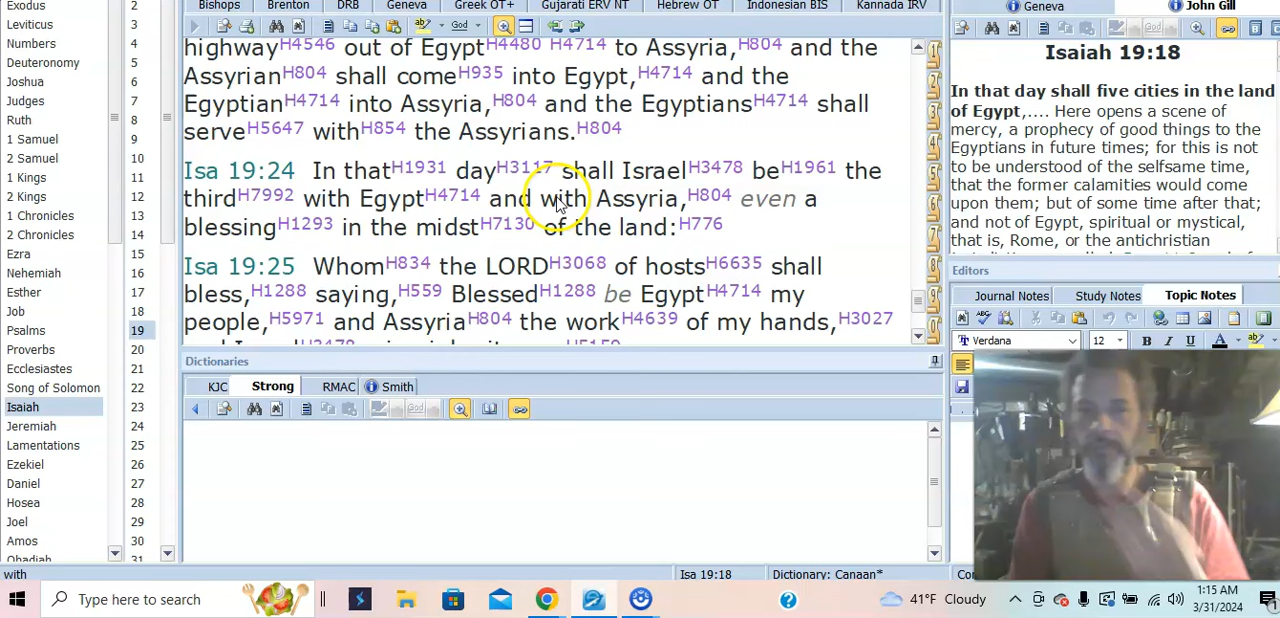 Exodus
Leviticus
Numbers
Deuteronomy
Joshua
Judges
Ruth
1 Samuel
2 Samuel
1 Kings
2 Kings
1 Chronicles
2 Chronicles
Ezra
Nehemiah
Esther
Job
Psalms
Proverbs
Ecclesiastes
Song of Solomon
Isaiah
Jeremiah
Lamentations
Ezekiel
Daniel
Hosea
Joel
Amos
Obadiah
2
3
4
5
6
7
8
9
10
11
12
13
14
15
16
17
18
19
20
21
22
23
24
25
26
27
28
29
30
31
Bishops Brenton DRB Geneva Greek OT+ Gujarati ERV NT Hebrew OT Indonesian BIS Kannada IRV
highwayH4546 out of EgyptH4480 H4714 to Assyria,H804 and the
AssyrianH804 shall comeH935 into Egypt,H4714 and the
EgyptianH4714 into Assyria,H804 and the EgyptiansH4714 shall
serveH5647 withH854 the Assyrians.H804
Isa 19:24 In thatH1931 dayH3117 shall IsraelH3478 beH1961 the
thirdH7992 with EgyptH4714 and with Assyria,H804 even a
blessingH1293 in the midstH7130 of the land:H776
Isa 19:25 WhomH834 the LORDH3068 of hostsH6635 shall
bless,H1288 saying,H559 BlessedH1288 be EgyptH4714 my
people,H5971 and AssyriaH804 the workH4639 of my hands,H3027
Dictionaries
KJC Strong RMAC Smith
Geneva John Gill
Isaiah 19:18
In that day shall five cities in the land
of Egypt,.... Here opens a scene of
mercy, a prophecy of good things to the
Egyptians in future times; for this is
not to be understood of the selfsame time,
that the former calamities would come
upon them; but of some time after that;
and not of Egypt, spiritual or mystical,
that is, Rome, or the antichristian
Editors
Journal Notes Study Notes Topic Notes
Verdana 12 B I U A
with Isa 19:18 Dictionary: Canaan*
Type here to search
41°F Cloudy
1:15 AM
3/31/2024